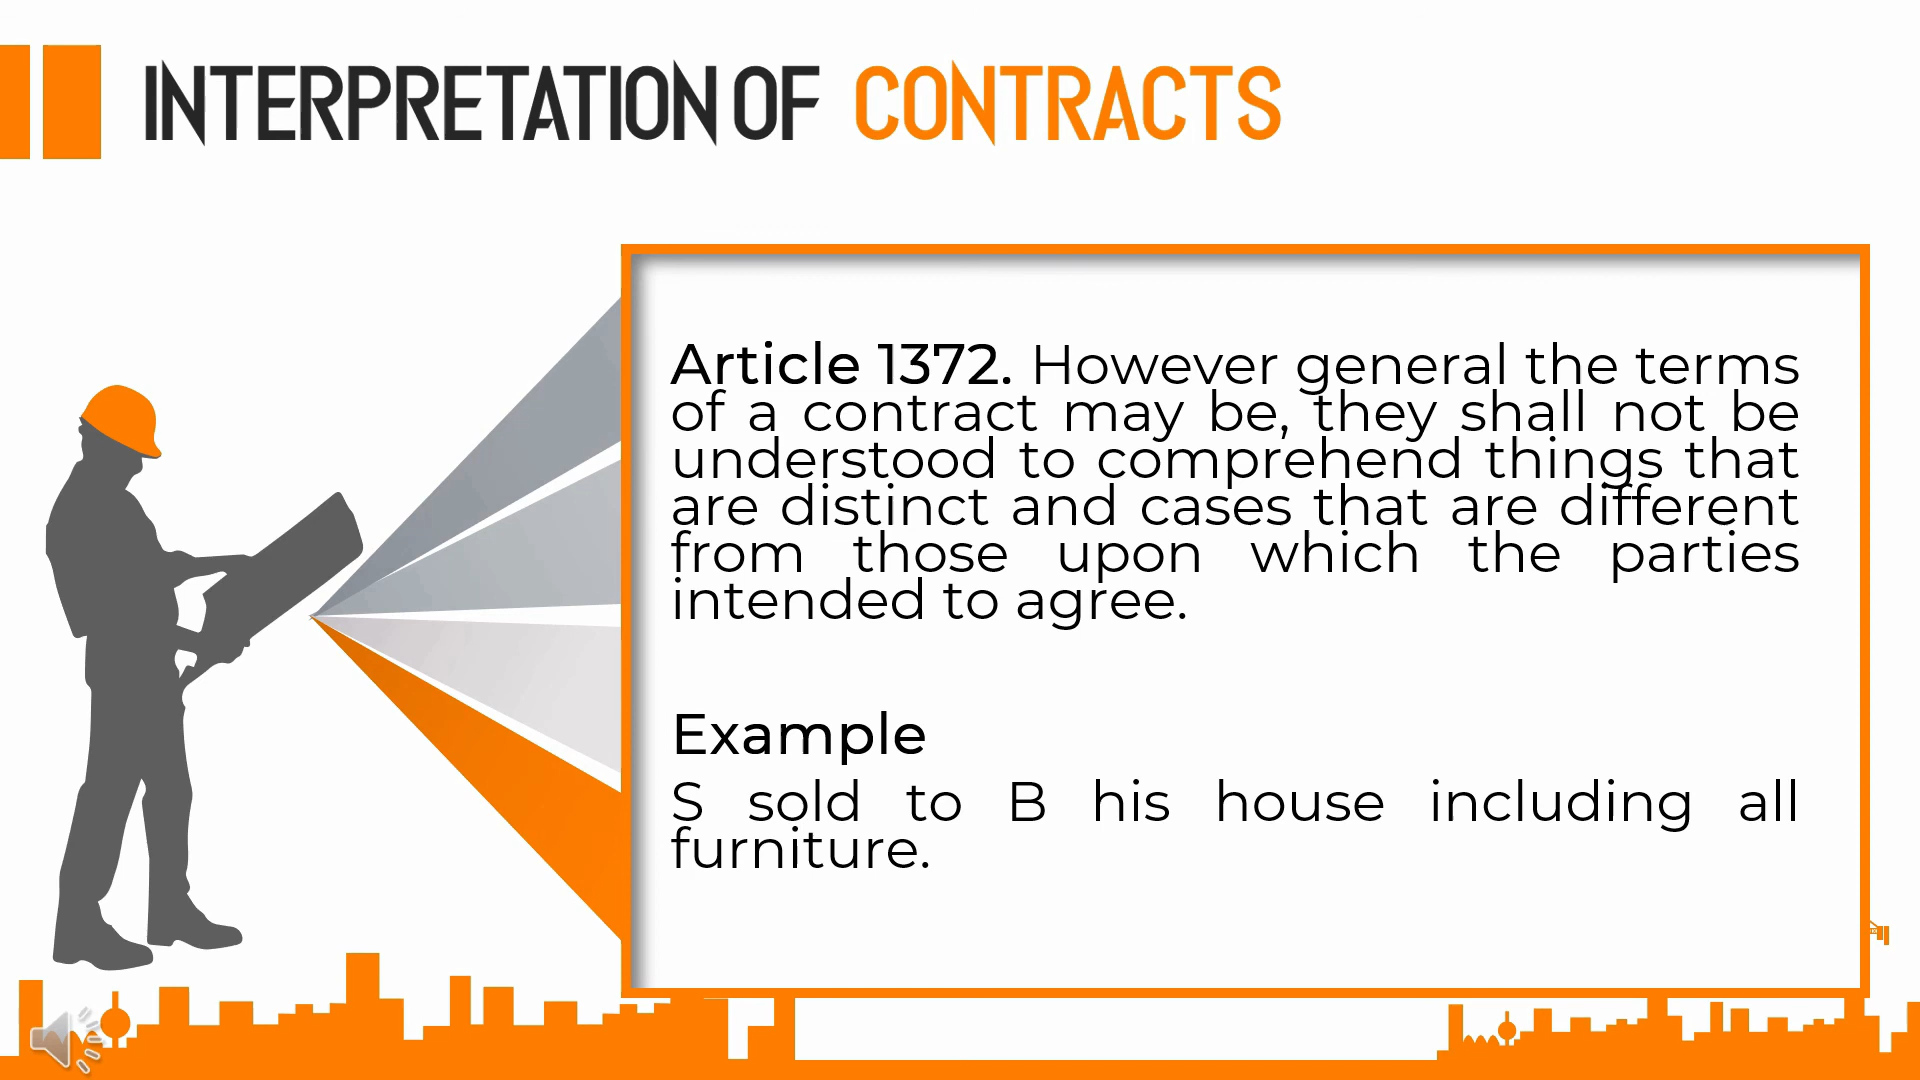 INTERPRETATION OF CONTRACTS
Article 1372. However general the terms
of a contract may be, they shall not be
understood to comprehend things that
are distinct and cases that are different
from those upon which the parties
intended to agree.
Example
S sold to B his house including all
furniture.